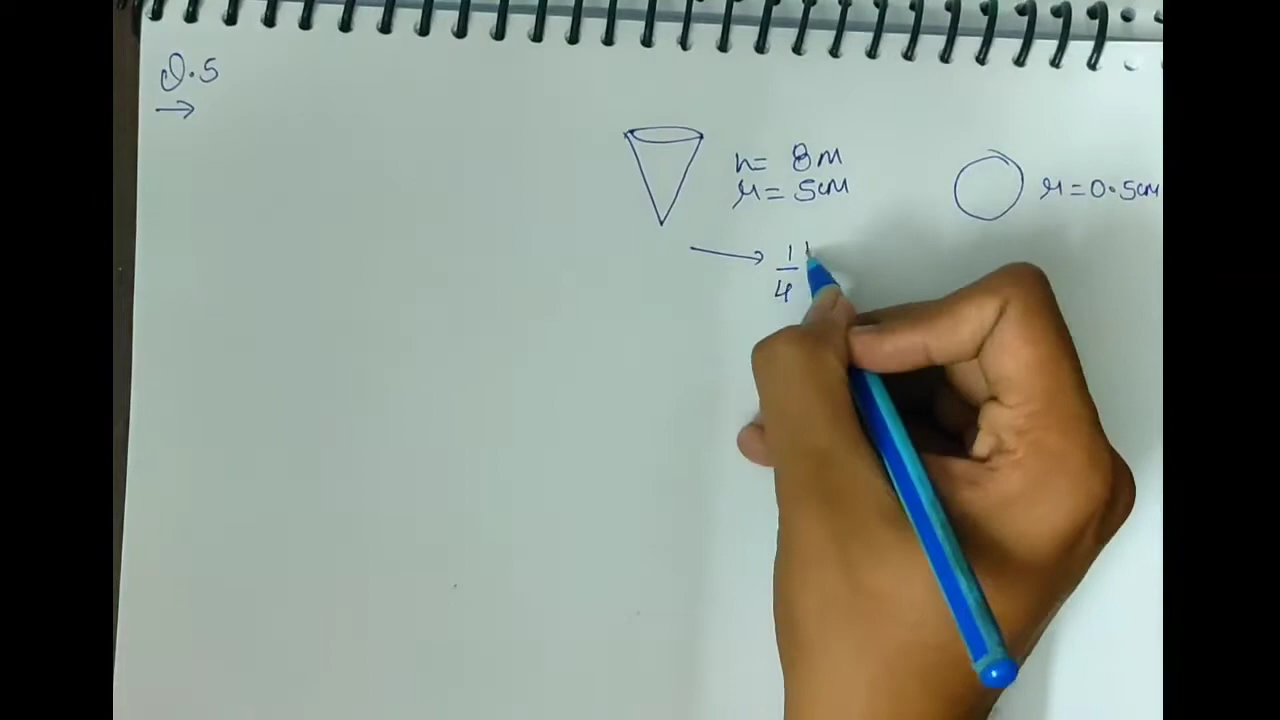 Q.5
→
h= 8m
r= 5cm
r=0.5cm
→ 1/4